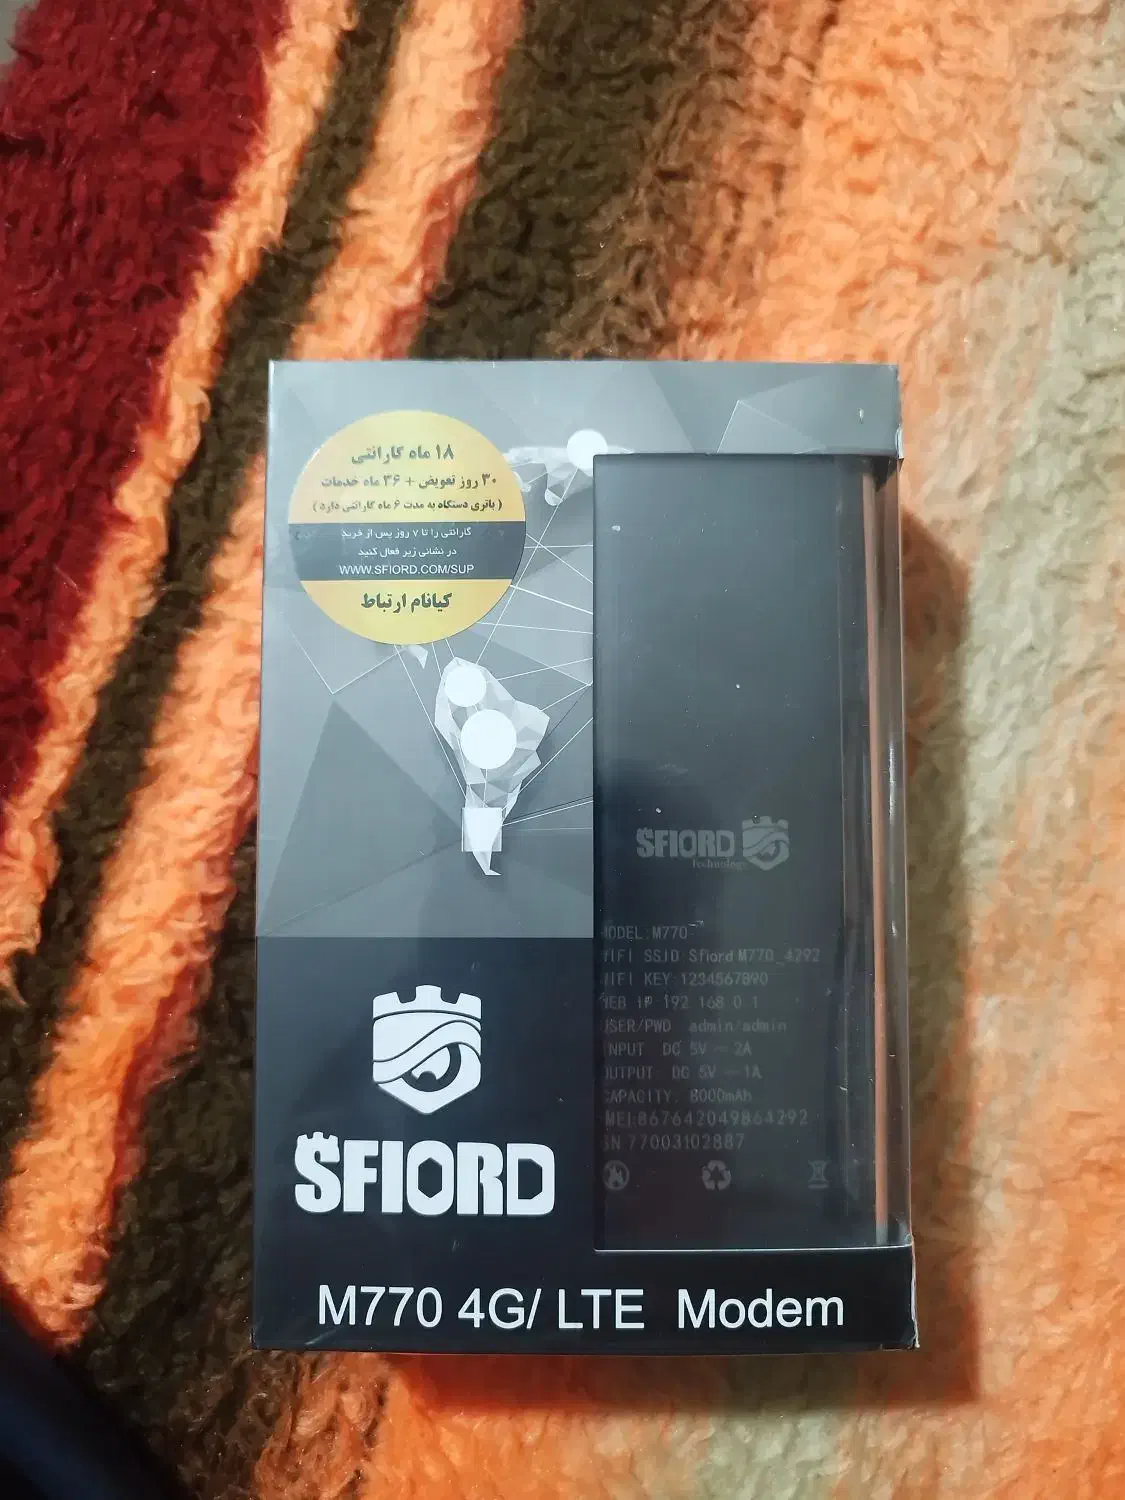 ۱۸ ماه گارانتی
۳۰ روز تعویض + ۳۶ ماه خدمات
( باتری دستگاه به مدت ۶ ماه گارانتی دارد )
گارانتی را تا ۷ روز پس از خرید
در نشانی زیر فعال کنید
WWW.SFIORD.COM/SUP
کیانام ارتباط
SFIORD
Technology
MODEL:M770
WIFI SSID:Sfiord M770_4292
WIFI KEY:1234567890
WEB IP 192.168.0.1
USER/PWD admin/admin
INPUT DC 5V — 2A
OUTPUT DC 5V — 1A
CAPACITY: 8000mAh
IMEI:867642049864292
SN 77003102887
SFIORD
M770 4G/ LTE Modem